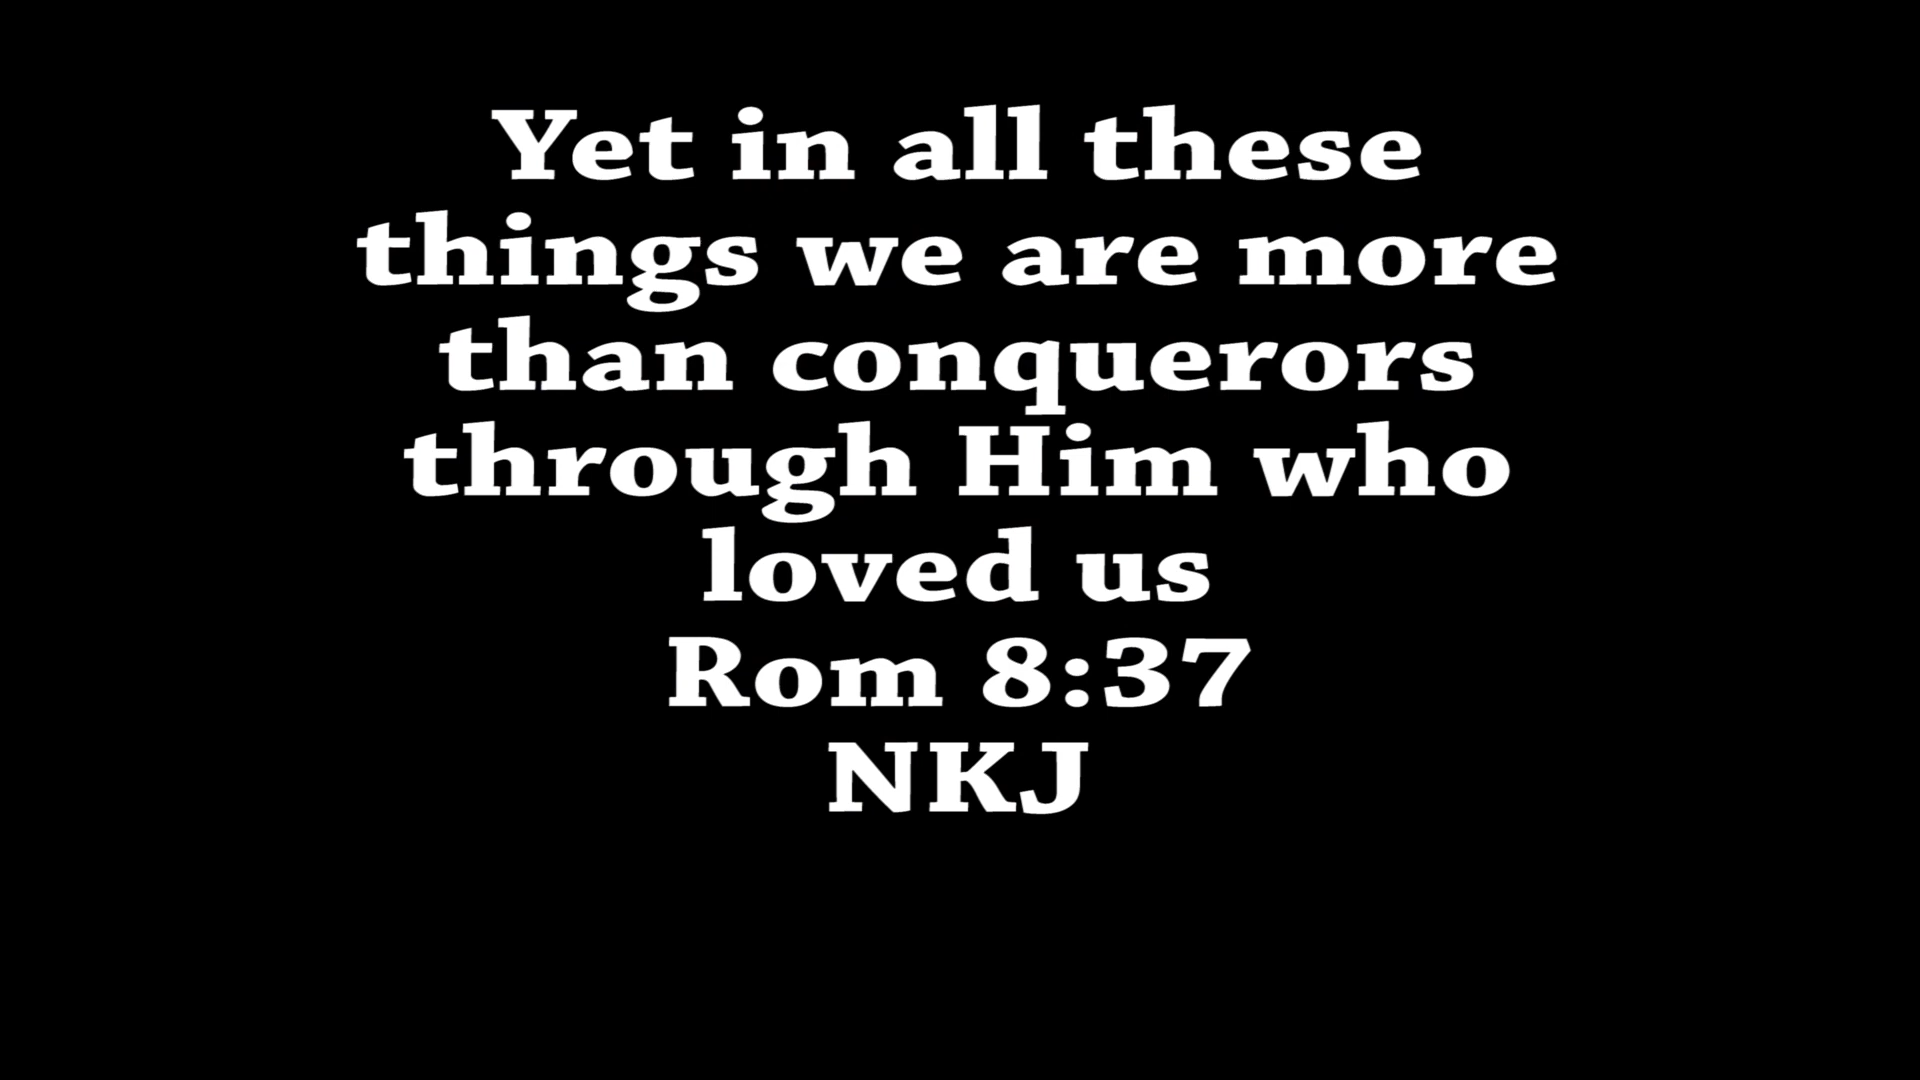 Yet in all these
things we are more
than conquerors
through Him who
loved us
Rom 8:37
NKJ